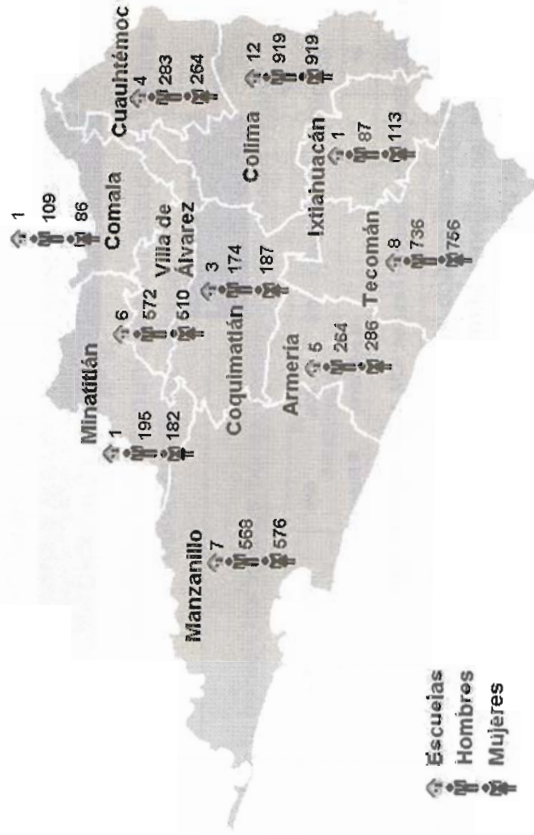 1
109
86
Comala
Cuauhtémoc
4
283
264
Minatitlán
1
195
182
6
572
510
Villa de
Álvarez
Manzanillo
7
568
576
3
174
187
Coquimatlán
12
919
919
Colima
Armería
5
264
286
Ixtlahuacán
1
87
113
Tecomán
8
736
756
Escuelas
Hombres
Mujeres